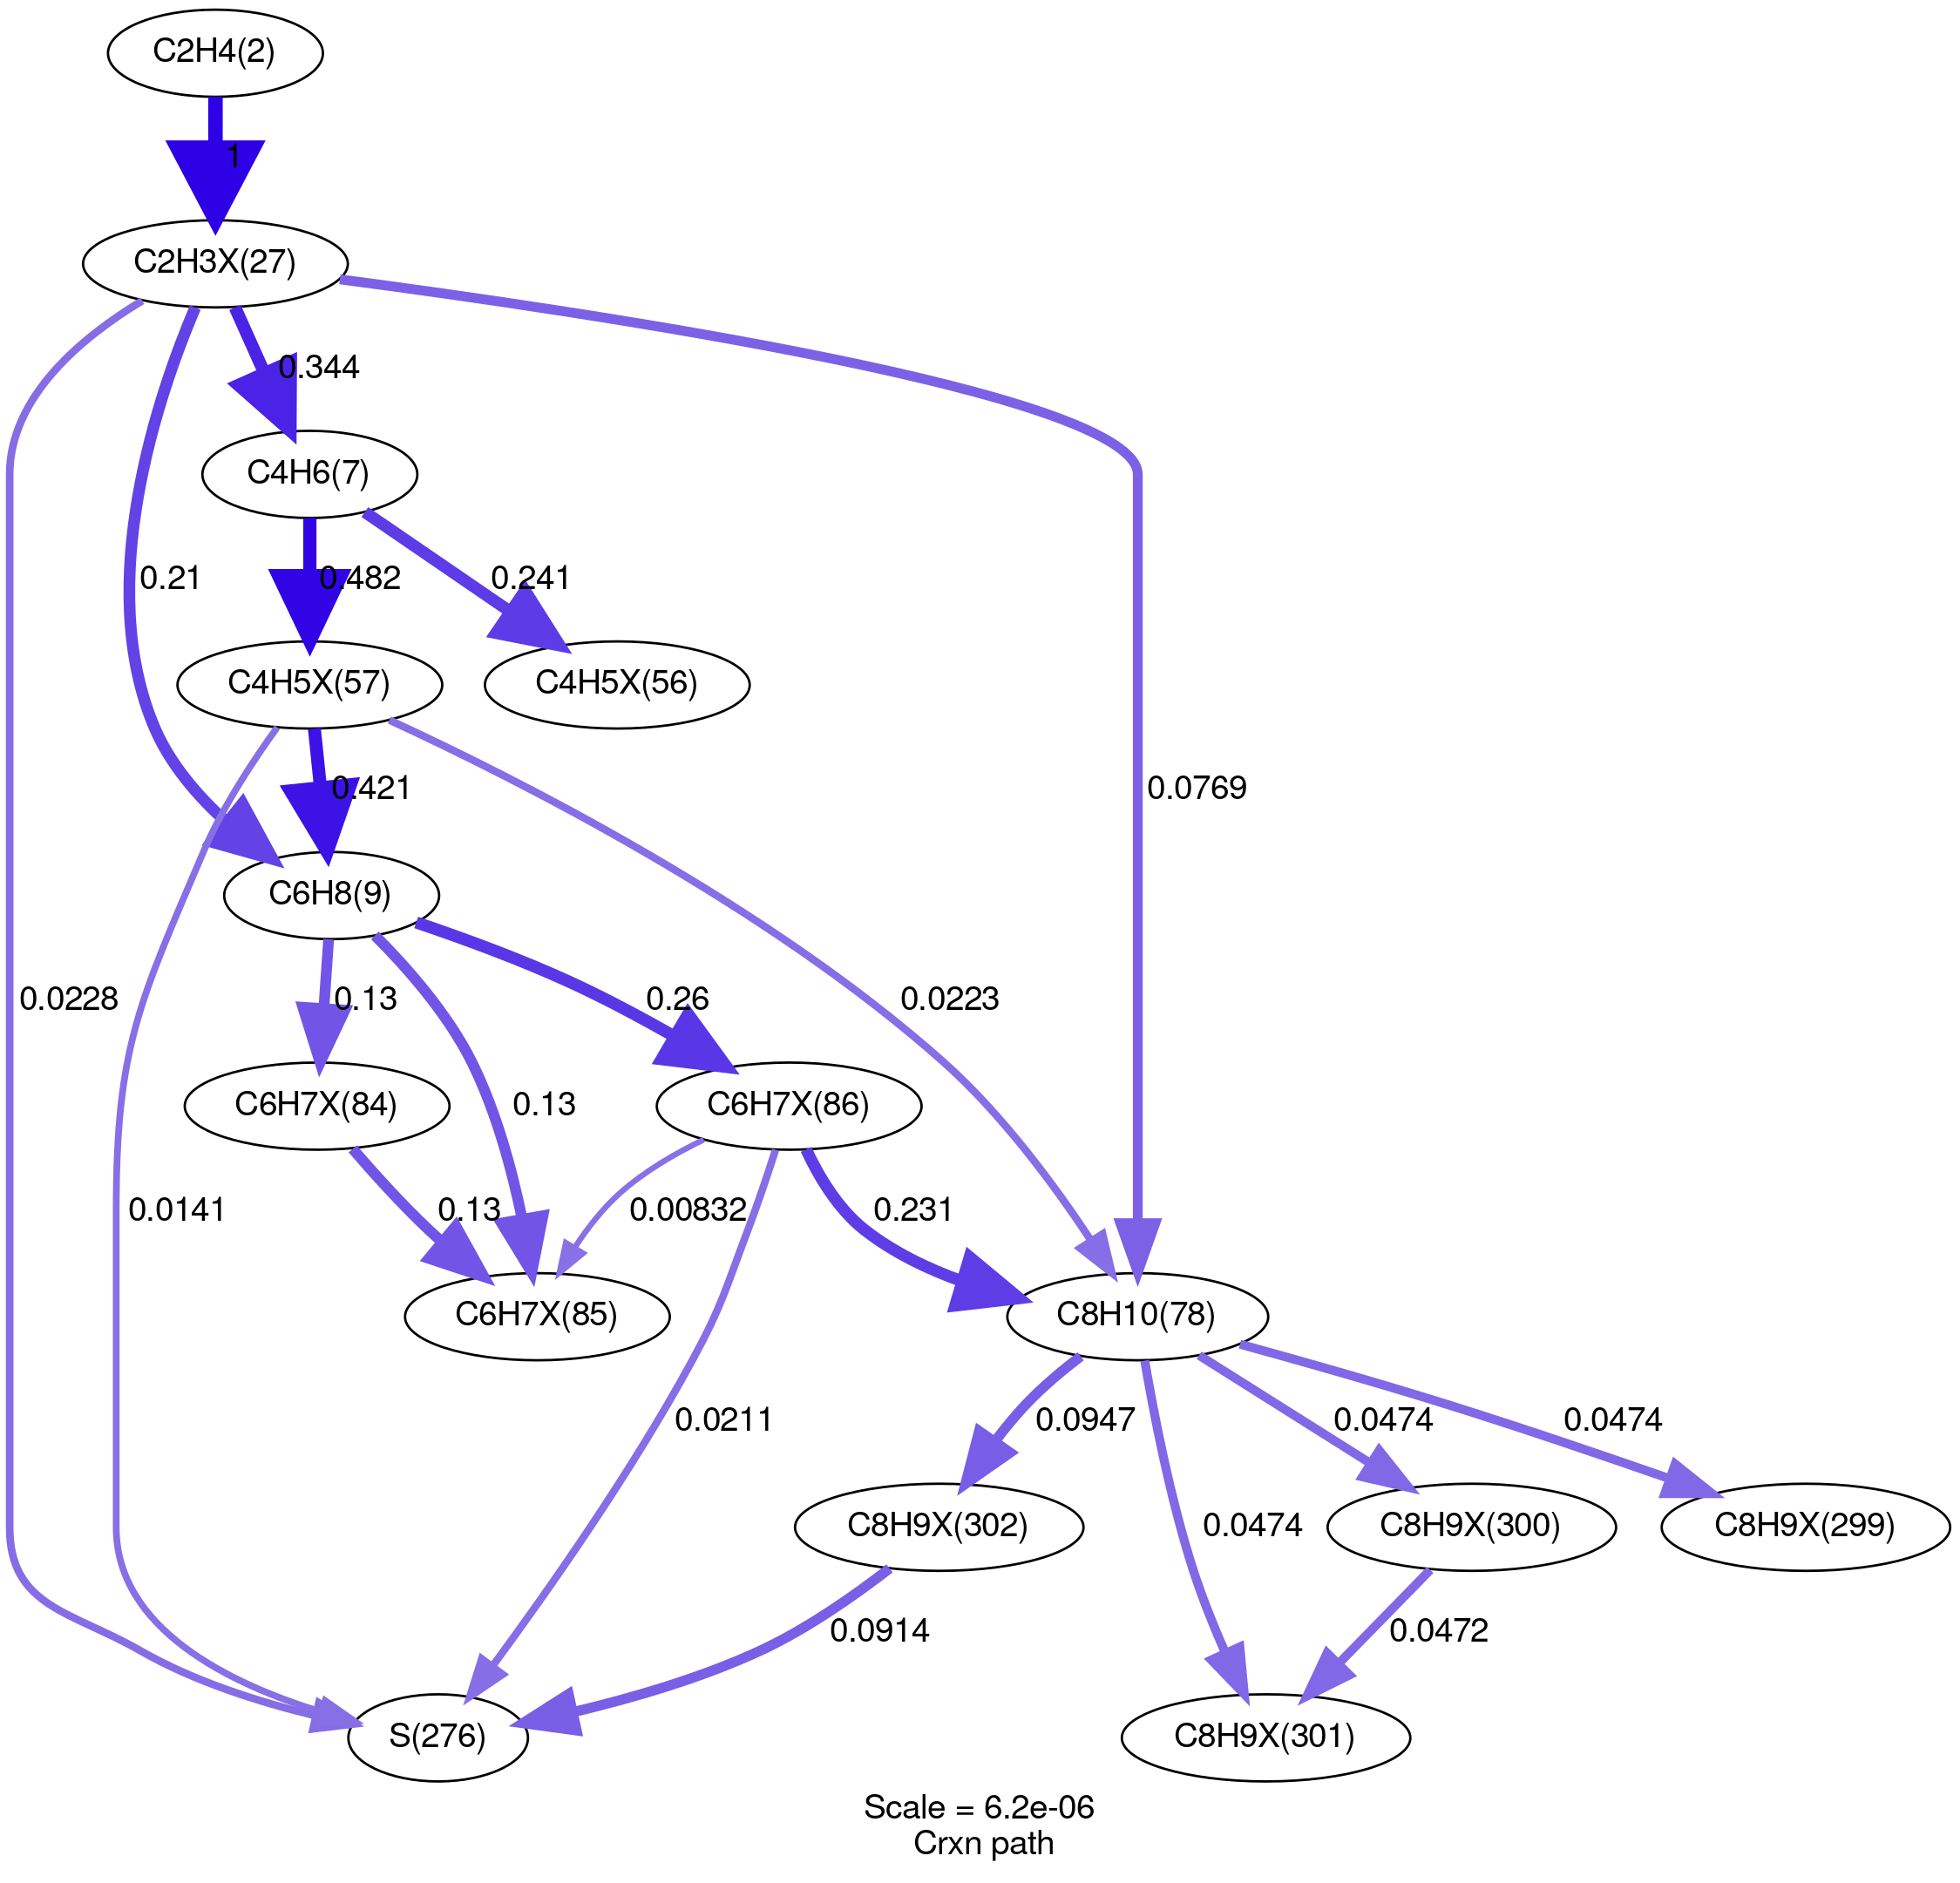 C2H4(2)
1
C2H3X(27)
0.344
C4H6(7)
0.21
0.482
0.241
C4H5X(57)
C4H5X(56)
0.421
0.0769
C6H8(9)
0.0228
0.13
0.26
0.0223
C6H7X(84)
0.13
C6H7X(86)
0.0141
0.13
0.00832
0.231
C6H7X(85)
C8H10(78)
0.0211
0.0947
0.0474
0.0474
C8H9X(302)
0.0474
C8H9X(300)
C8H9X(299)
0.0914
0.0472
S(276)
C8H9X(301)
Scale = 6.2e-06
Crxn path